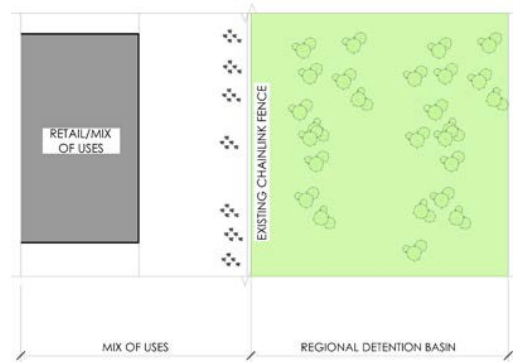 RETAIL/MIX
OF USES
EXISTING CHAINLINK FENCE
MIX OF USES
REGIONAL DETENTION BASIN